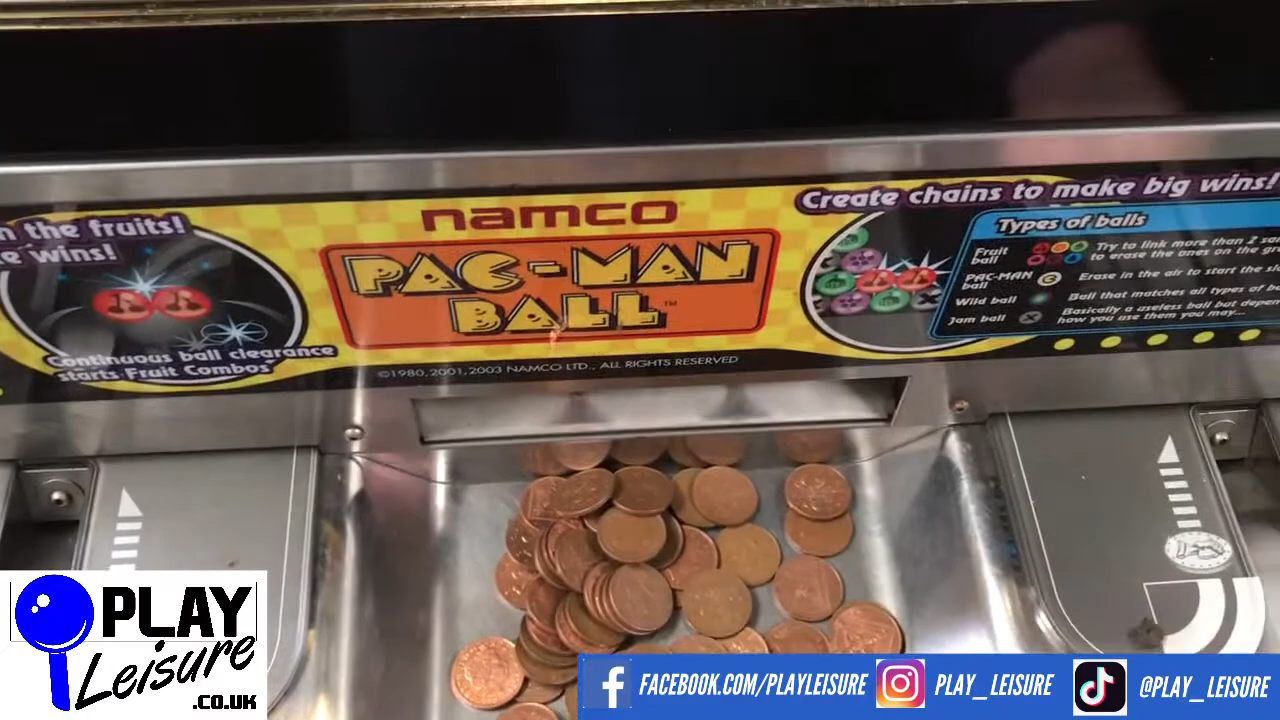 n the fruits!
e wins!
Continuous ball clearance
starts Fruit Combos
namco
PAC-MAN
BALL™
©1980,2001,2003 NAMCO LTD., ALL RIGHTS RESERVED
Create chains to make big wins!
Types of balls
Fruit ball Try to link more than 2
to erase the ones on the
PAC-MAN ball Erase in the air to start the
Wild ball Ball that matches all types of
Jam ball Basically a useless ball but
how you use them you may...
PLAY
Leisure
.CO.UK
FACEBOOK.COM/PLAYLEISURE
PLAY_LEISURE
@PLAY_LEISURE